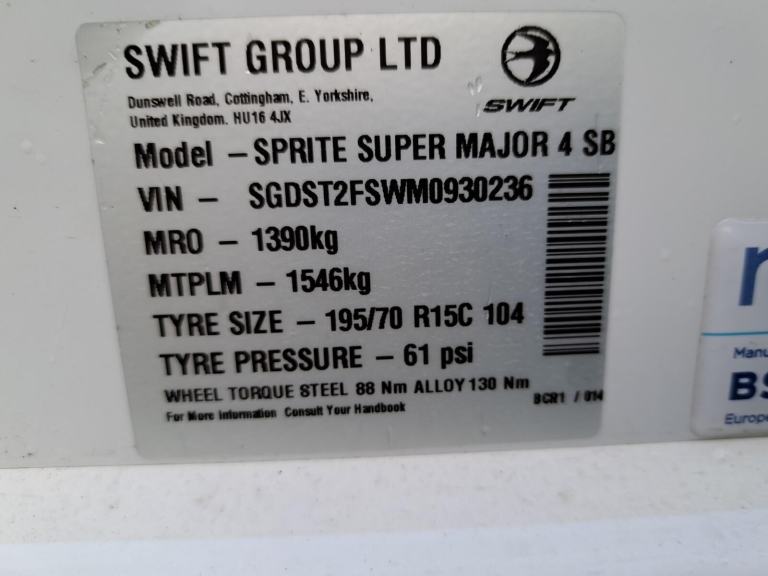 SWIFT GROUP LTD
Dunswell Road, Cottingham, E. Yorkshire,
United Kingdom. HU16 4JX
SWIFT
Model – SPRITE SUPER MAJOR 4 SB
VIN – SGDST2FSWM0930236
MRO – 1390kg
MTPLM – 1546kg
TYRE SIZE – 195/70 R15C 104
TYRE PRESSURE – 61 psi
WHEEL TORQUE STEEL 88 Nm ALLOY 130 Nm
For More Information Consult Your Handbook
BCR1 / 014